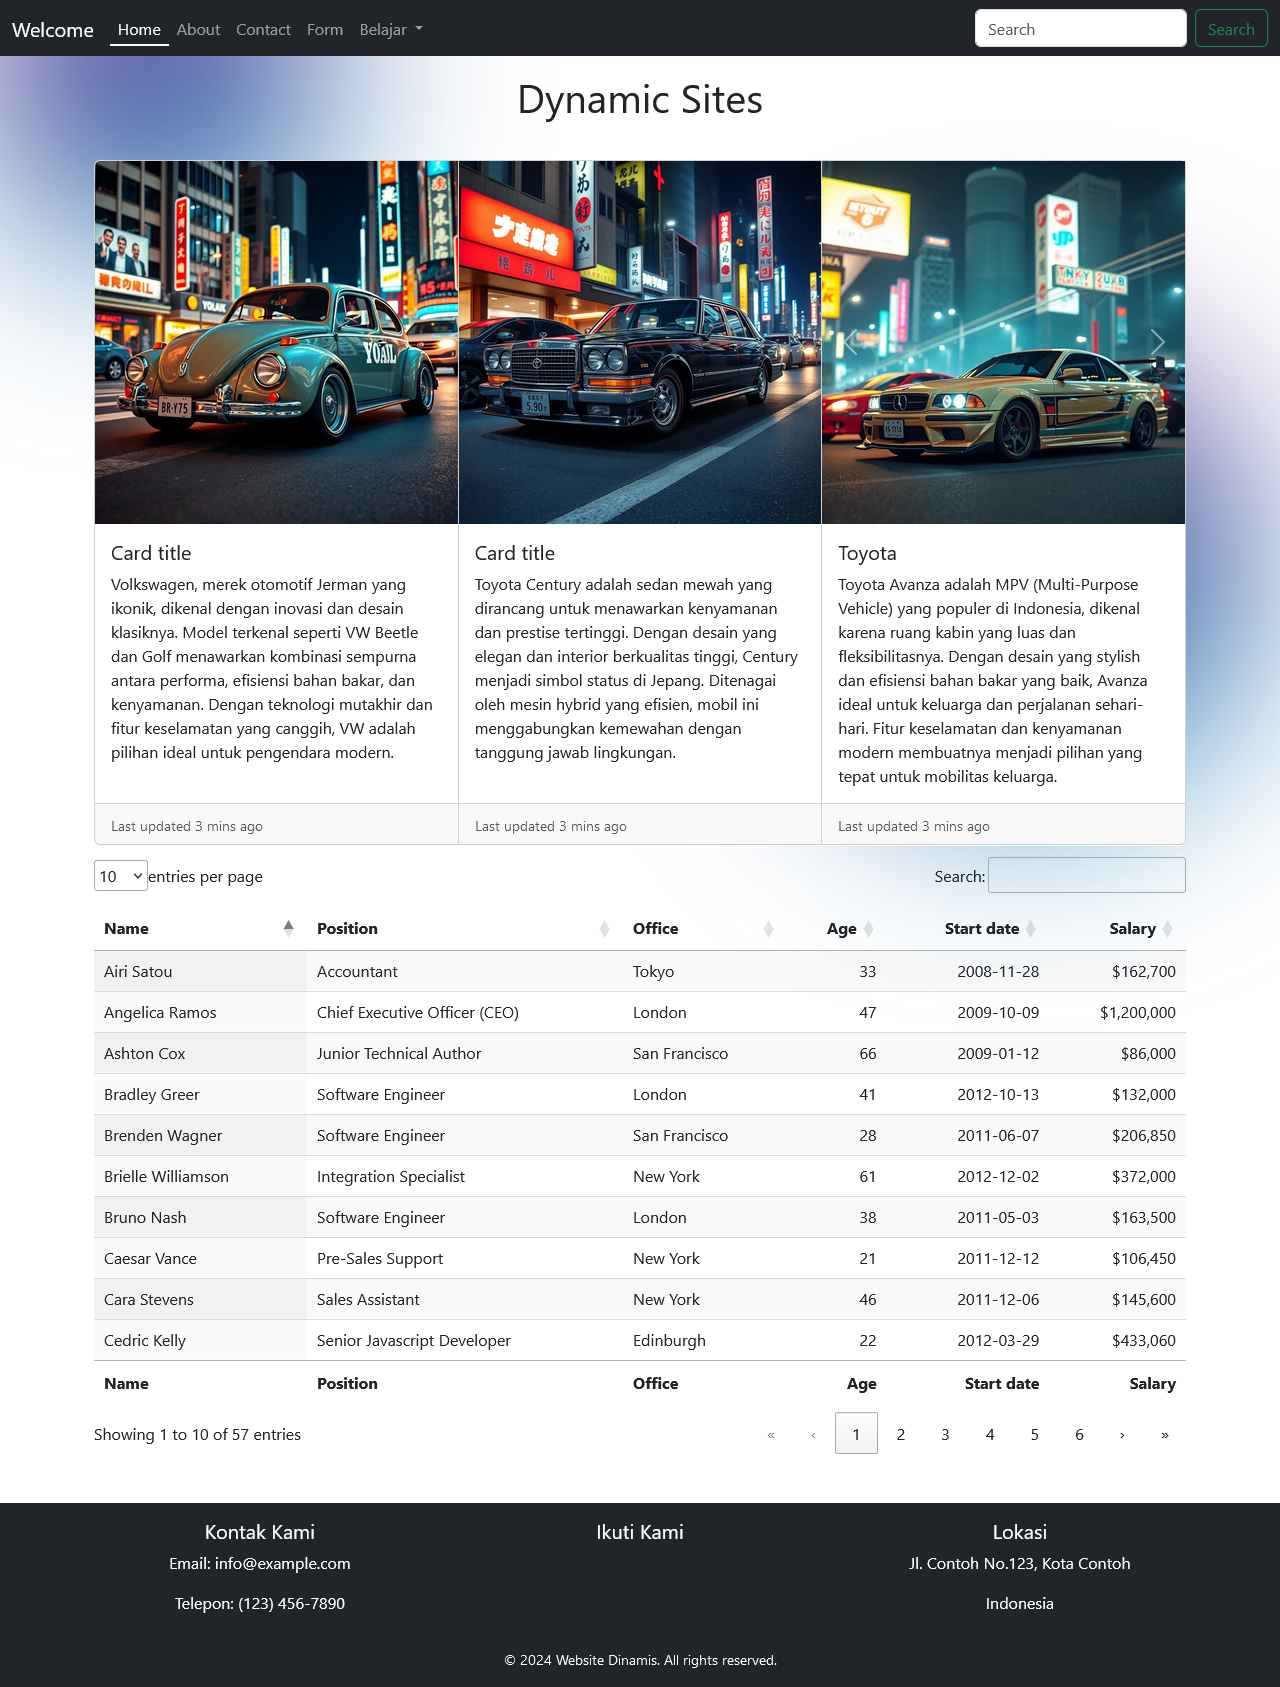 Welcome Home About Contact Form Belajar Search Search
Dynamic Sites
YOAIL
BR-Y75
5.90
Card title
Volkswagen, merek otomotif Jerman yang
ikonik, dikenal dengan inovasi dan desain
klasiknya. Model terkenal seperti VW Beetle
dan Golf menawarkan kombinasi sempurna
antara performa, efisiensi bahan bakar, dan
kenyamanan. Dengan teknologi mutakhir dan
fitur keselamatan yang canggih, VW adalah
pilihan ideal untuk pengendara modern.
Last updated 3 mins ago
Card title
Toyota Century adalah sedan mewah yang
dirancang untuk menawarkan kenyamanan
dan prestise tertinggi. Dengan desain yang
elegan dan interior berkualitas tinggi, Century
menjadi simbol status di Jepang. Ditenagai
oleh mesin hybrid yang efisien, mobil ini
menggabungkan kemewahan dengan
tanggung jawab lingkungan.
Last updated 3 mins ago
Toyota
Toyota Avanza adalah MPV (Multi-Purpose
Vehicle) yang populer di Indonesia, dikenal
karena ruang kabin yang luas dan
fleksibilitasnya. Dengan desain yang stylish
dan efisiensi bahan bakar yang baik, Avanza
ideal untuk keluarga dan perjalanan sehari-
hari. Fitur keselamatan dan kenyamanan
modern membuatnya menjadi pilihan yang
tepat untuk mobilitas keluarga.
Last updated 3 mins ago
10 entries per page Search:
Name Position Office Age Start date Salary
Airi Satou Accountant Tokyo 33 2008-11-28 $162,700
Angelica Ramos Chief Executive Officer (CEO) London 47 2009-10-09 $1,200,000
Ashton Cox Junior Technical Author San Francisco 66 2009-01-12 $86,000
Bradley Greer Software Engineer London 41 2012-10-13 $132,000
Brenden Wagner Software Engineer San Francisco 28 2011-06-07 $206,850
Brielle Williamson Integration Specialist New York 61 2012-12-02 $372,000
Bruno Nash Software Engineer London 38 2011-05-03 $163,500
Caesar Vance Pre-Sales Support New York 21 2011-12-12 $106,450
Cara Stevens Sales Assistant New York 46 2011-12-06 $145,600
Cedric Kelly Senior Javascript Developer Edinburgh 22 2012-03-29 $433,060
Name Position Office Age Start date Salary
Showing 1 to 10 of 57 entries « ‹ 1 2 3 4 5 6 › »
Kontak Kami
Email: info@example.com
Telepon: (123) 456-7890
Ikuti Kami
Lokasi
Jl. Contoh No.123, Kota Contoh
Indonesia
© 2024 Website Dinamis. All rights reserved.